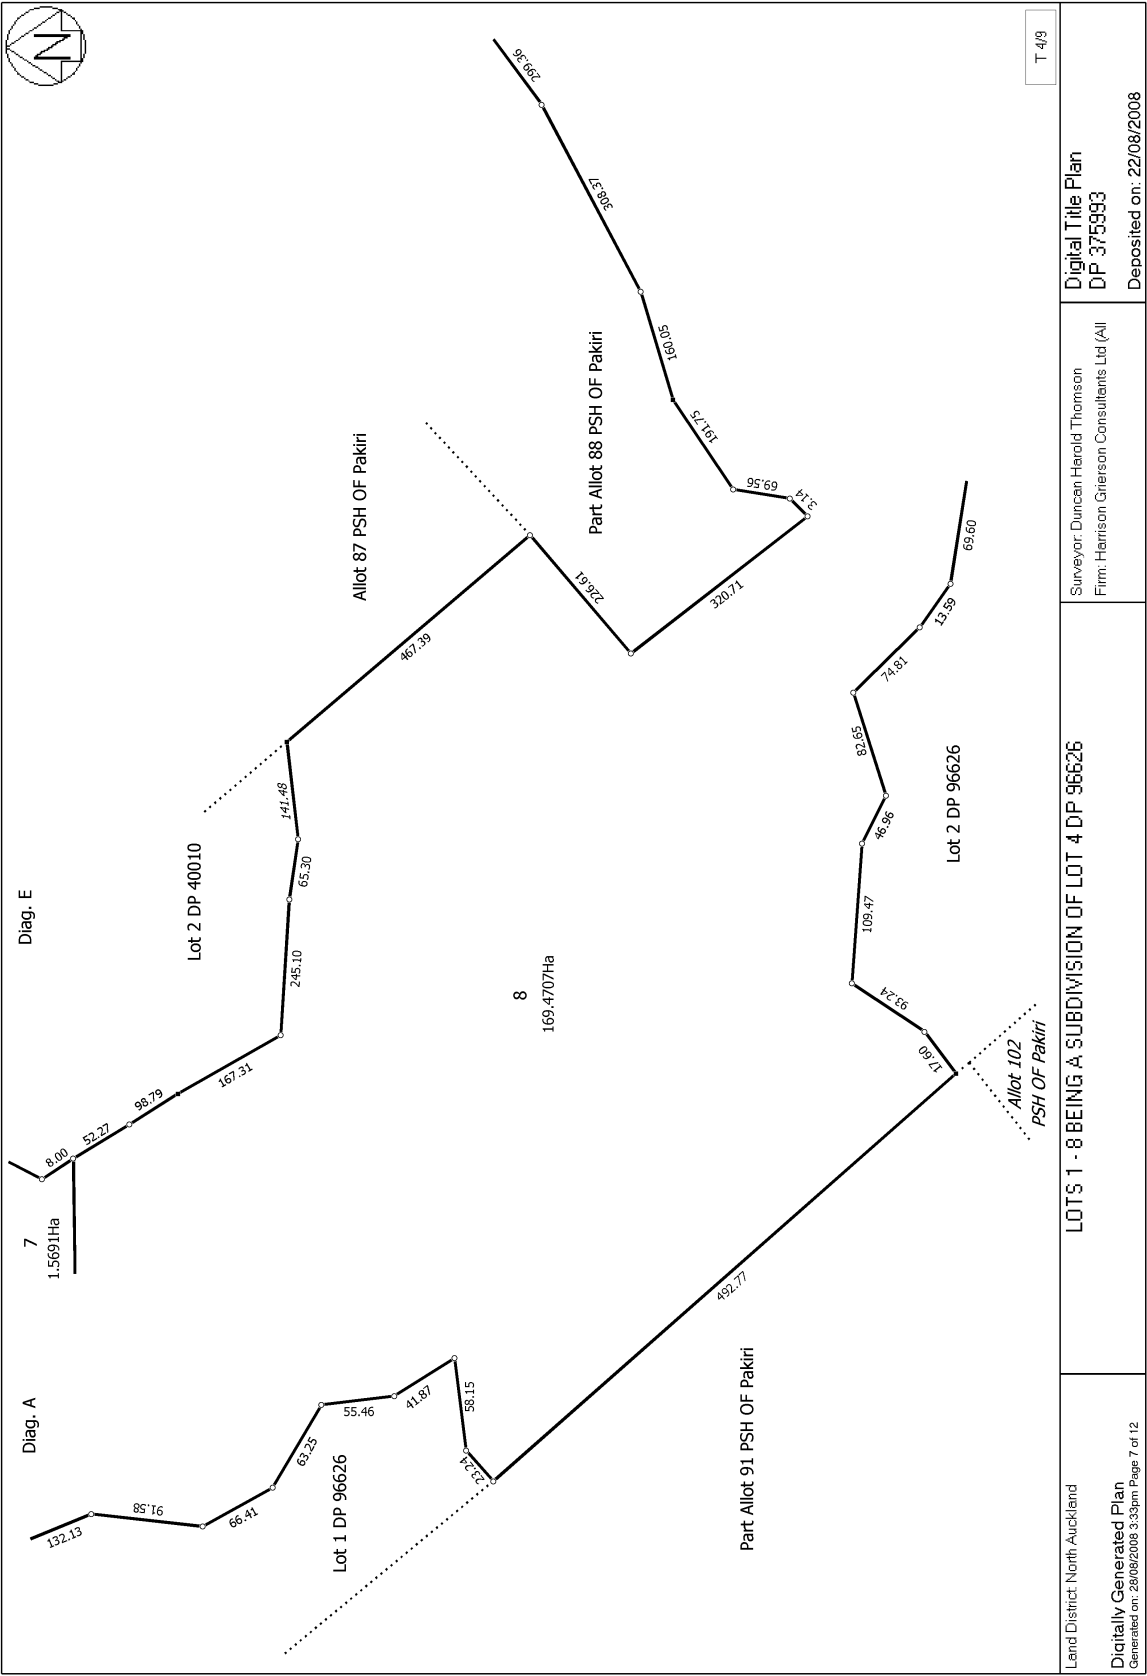 N
T 4/9
Diag. A
Diag. E
7
1.5691Ha
8.00
52.27
98.79
167.31
245.10
65.30
141.48
467.39
226.61
320.71
3.14
69.56
191.75
160.05
308.37
299.36
Lot 2 DP 40010
Allot 87 PSH OF Pakiri
Part Allot 88 PSH OF Pakiri
8
169.4707Ha
132.13
91.58
66.41
63.25
55.46
41.87
58.15
23.24
492.77
17.60
93.24
109.47
46.96
82.65
74.81
13.59
69.60
Lot 1 DP 96626
Part Allot 91 PSH OF Pakiri
Allot 102
PSH OF Pakiri
Lot 2 DP 96626
Land District: North Auckland
Digitally Generated Plan
Generated on: 28/08/2008 3:33pm Page 7 of 12
LOTS 1 - 8 BEING A SUBDIVISION OF LOT 4 DP 96626
Surveyor: Duncan Harold Thomson
Firm: Harrison Grierson Consultants Ltd (All
Digital Title Plan
DP 375993
Deposited on: 22/08/2008